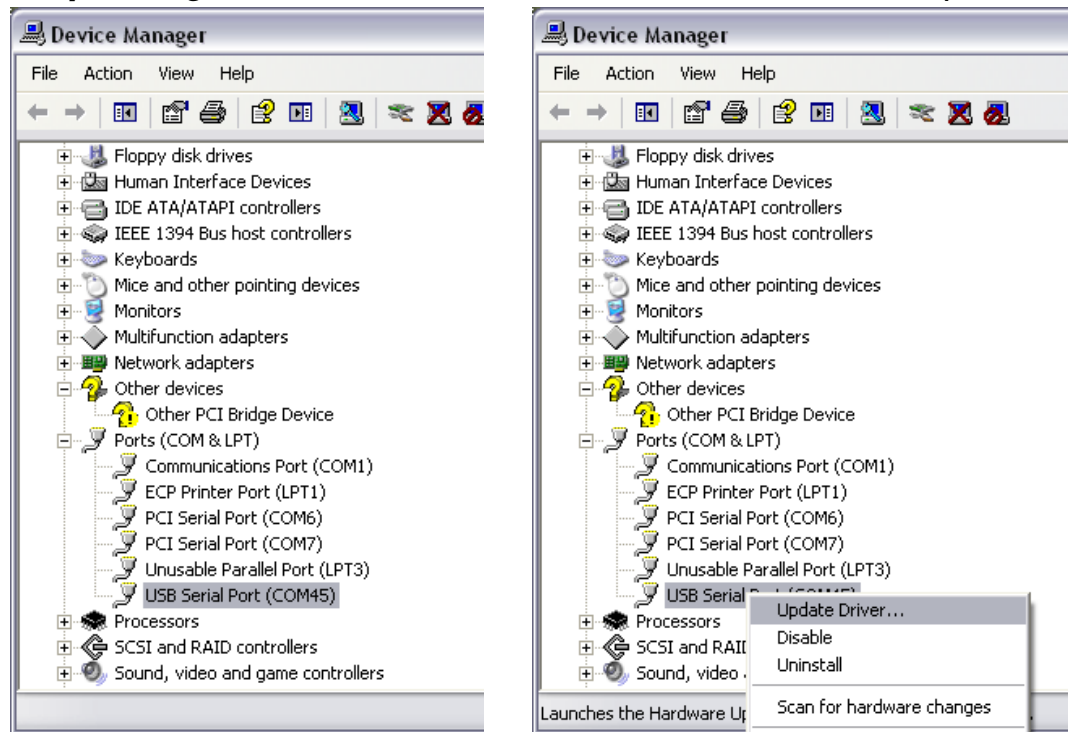 Device Manager
File Action View Help
Floppy disk drives
Human Interface Devices
IDE ATA/ATAPI controllers
IEEE 1394 Bus host controllers
Keyboards
Mice and other pointing devices
Monitors
Multifunction adapters
Network adapters
Other devices
Other PCI Bridge Device
Ports (COM & LPT)
Communications Port (COM1)
ECP Printer Port (LPT1)
PCI Serial Port (COM6)
PCI Serial Port (COM7)
Unusable Parallel Port (LPT3)
USB Serial Port (COM45)
Processors
SCSI and RAID controllers
Sound, video and game controllers
Device Manager
File Action View Help
Floppy disk drives
Human Interface Devices
IDE ATA/ATAPI controllers
IEEE 1394 Bus host controllers
Keyboards
Mice and other pointing devices
Monitors
Multifunction adapters
Network adapters
Other devices
Other PCI Bridge Device
Ports (COM & LPT)
Communications Port (COM1)
ECP Printer Port (LPT1)
PCI Serial Port (COM6)
PCI Serial Port (COM7)
Unusable Parallel Port (LPT3)
USB Serial
Processors
SCSI and RAID
Sound, video
Launches the Hardware
Update Driver...
Disable
Uninstall
Scan for hardware changes